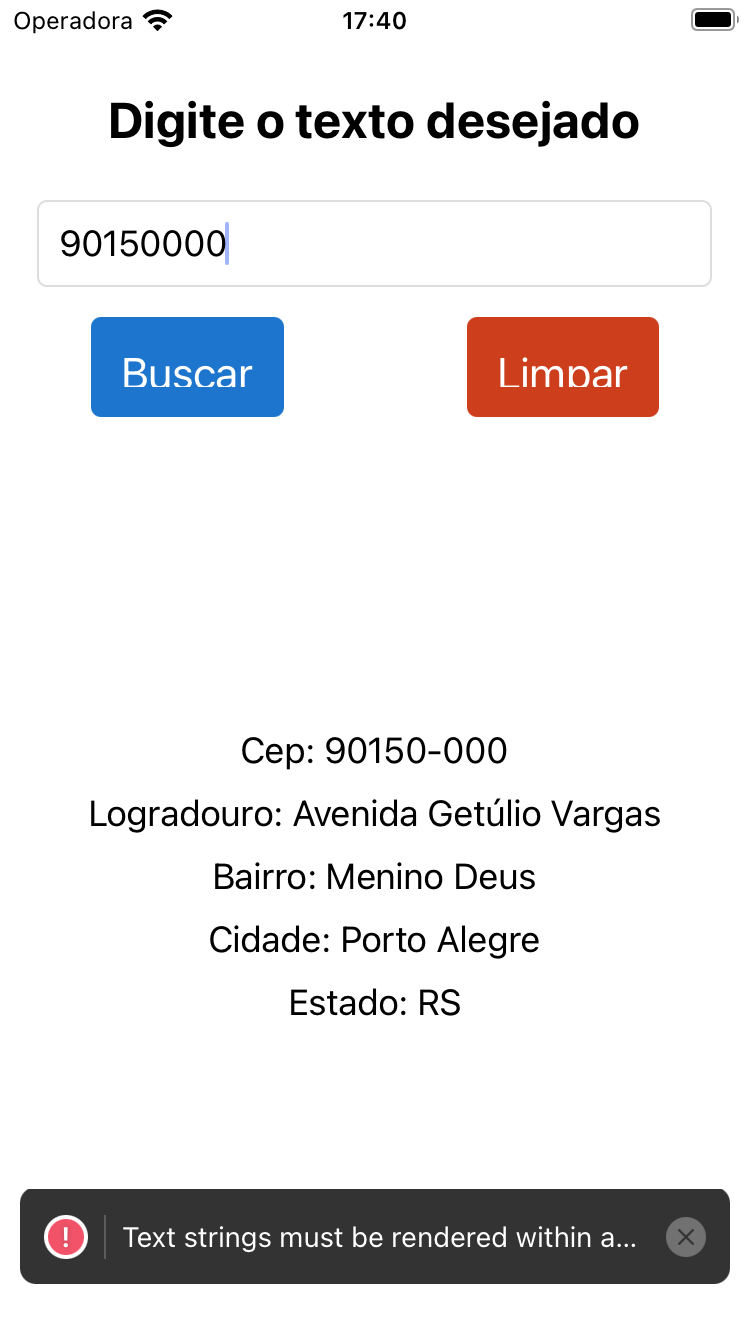 Operadora 17:40
Digite o texto desejado
90150000
Buscar Limpar
Cep: 90150-000
Logradouro: Avenida Getúlio Vargas
Bairro: Menino Deus
Cidade: Porto Alegre
Estado: RS
! Text strings must be rendered within a...